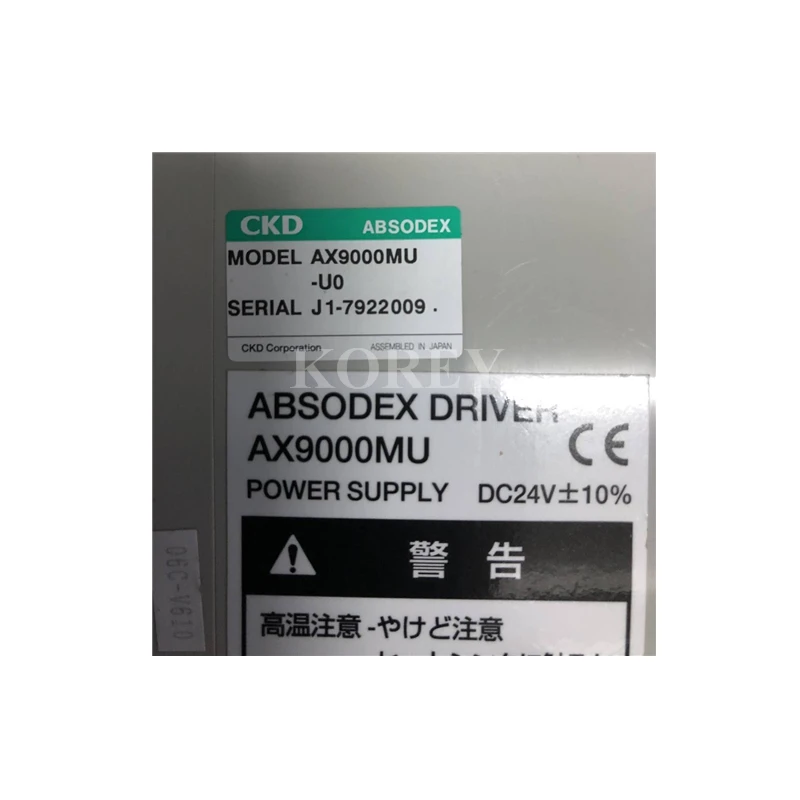 CKD ABSODEX
MODEL AX9000MU
-U0
SERIAL J1-7922009.
CKD Corporation ASSEMBLED IN JAPAN
KOREY
ABSODEX DRIVER
AX9000MU CE
POWER SUPPLY DC24V±10%
警告
高温注意-やけど注意
06C-V610